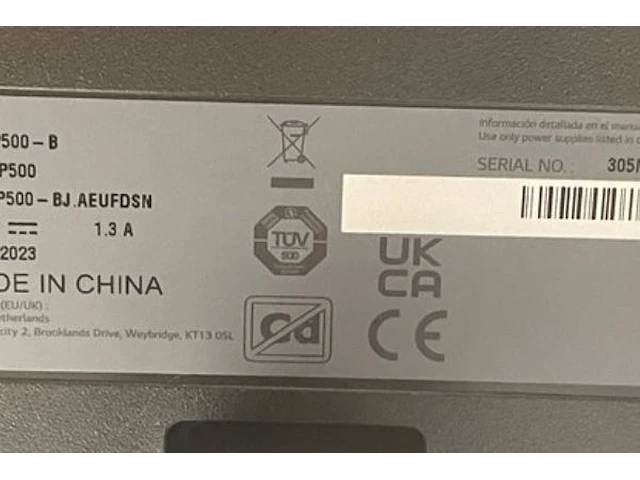 P500-B
P500
P500-BJ.AEUFDSN
1.3 A
2023
DE IN CHINA
(EU/UK) :
etherlands
city 2, Brooklands Drive, Weybridge, KT13 0SL
TÜV
SÜD
Cd
UK
CA
CE
Información detallada en el manua
Use only power supplies listed in
SERIAL NO. : 305